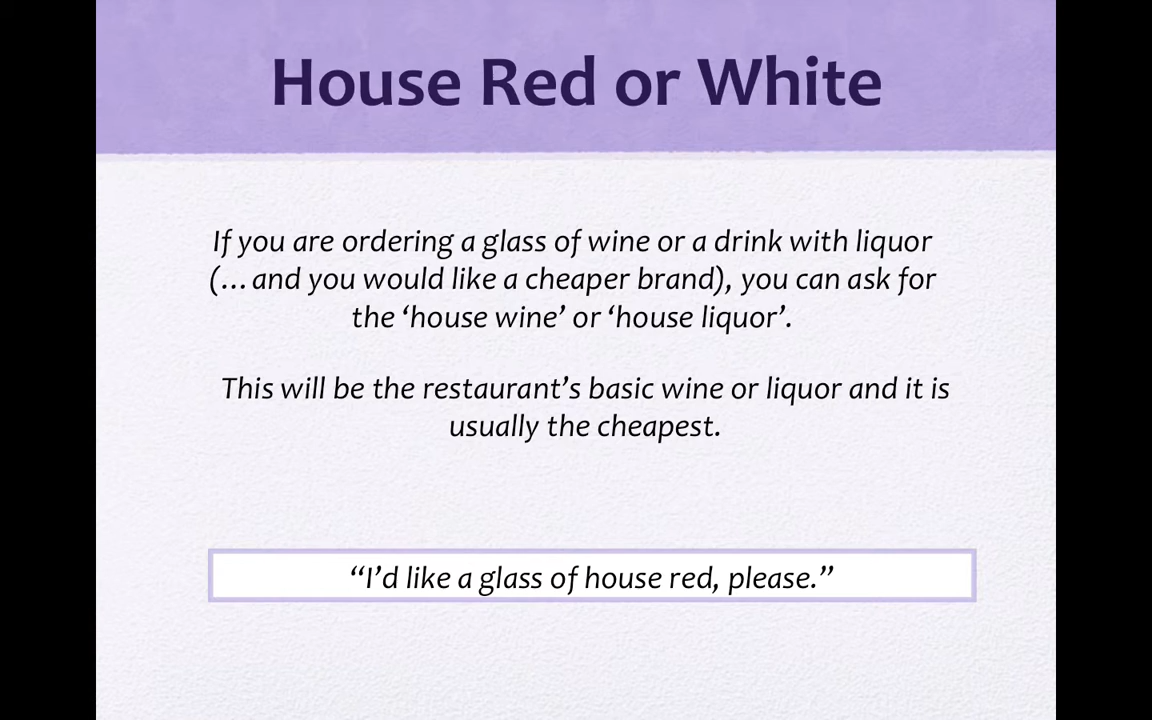 House Red or White
If you are ordering a glass of wine or a drink with liquor
(…and you would like a cheaper brand), you can ask for
the ‘house wine’ or ‘house liquor’.
This will be the restaurant’s basic wine or liquor and it is
usually the cheapest.
“I’d like a glass of house red, please.”